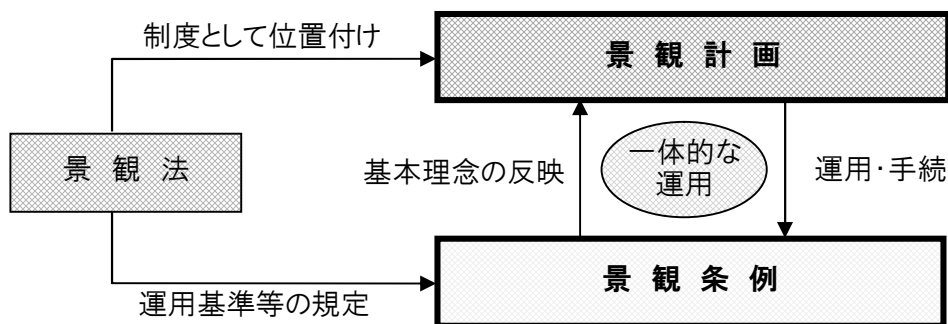 制度として位置付け
景観計画
景観法
基本理念の反映
一体的な
運用
運用・手続
景観条例
運用基準等の規定